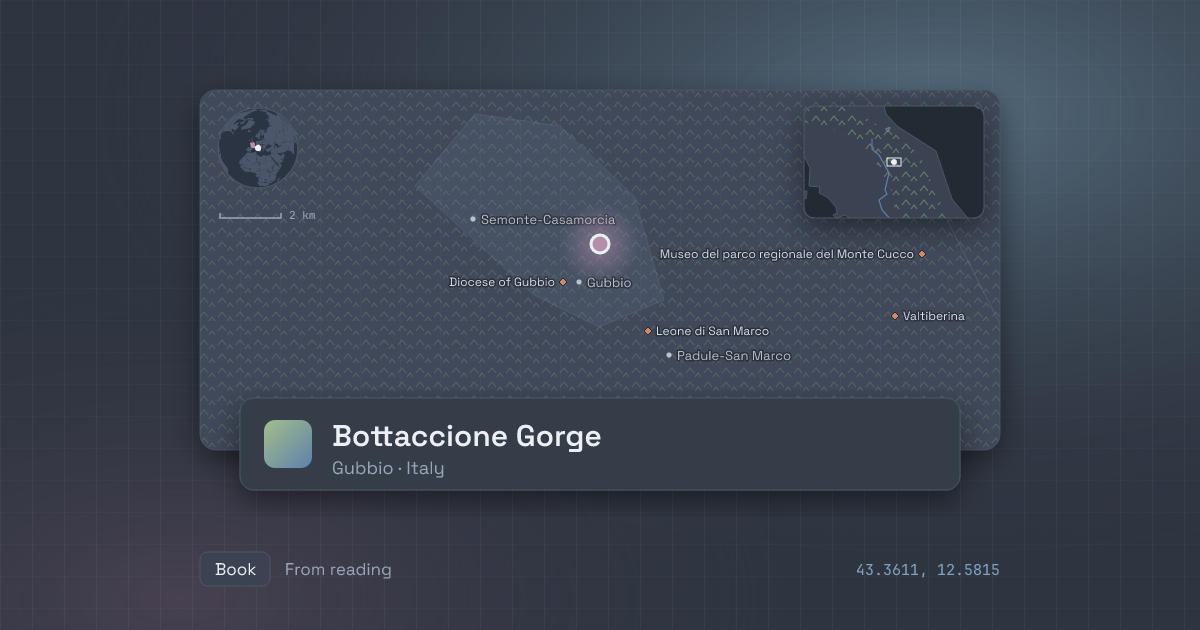 2 km
Semonte-Casamorcia
Museo del parco regionale del Monte Cucco
Diocese of Gubbio
Gubbio
Valtiberina
Leone di San Marco
Padule-San Marco
Bottaccione Gorge
Gubbio · Italy
Book
From reading
43.3611, 12.5815